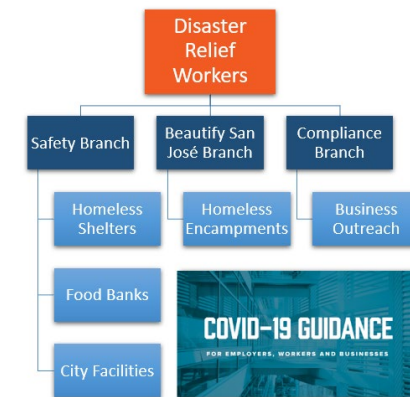 Disaster
Relief
Workers
Safety Branch
Beautify San
José Branch
Compliance
Branch
Homeless
Shelters
Homeless
Encampments
Business
Outreach
Food Banks
City Facilities
COVID-19 GUIDANCE
FOR EMPLOYERS, WORKERS AND BUSINESSES